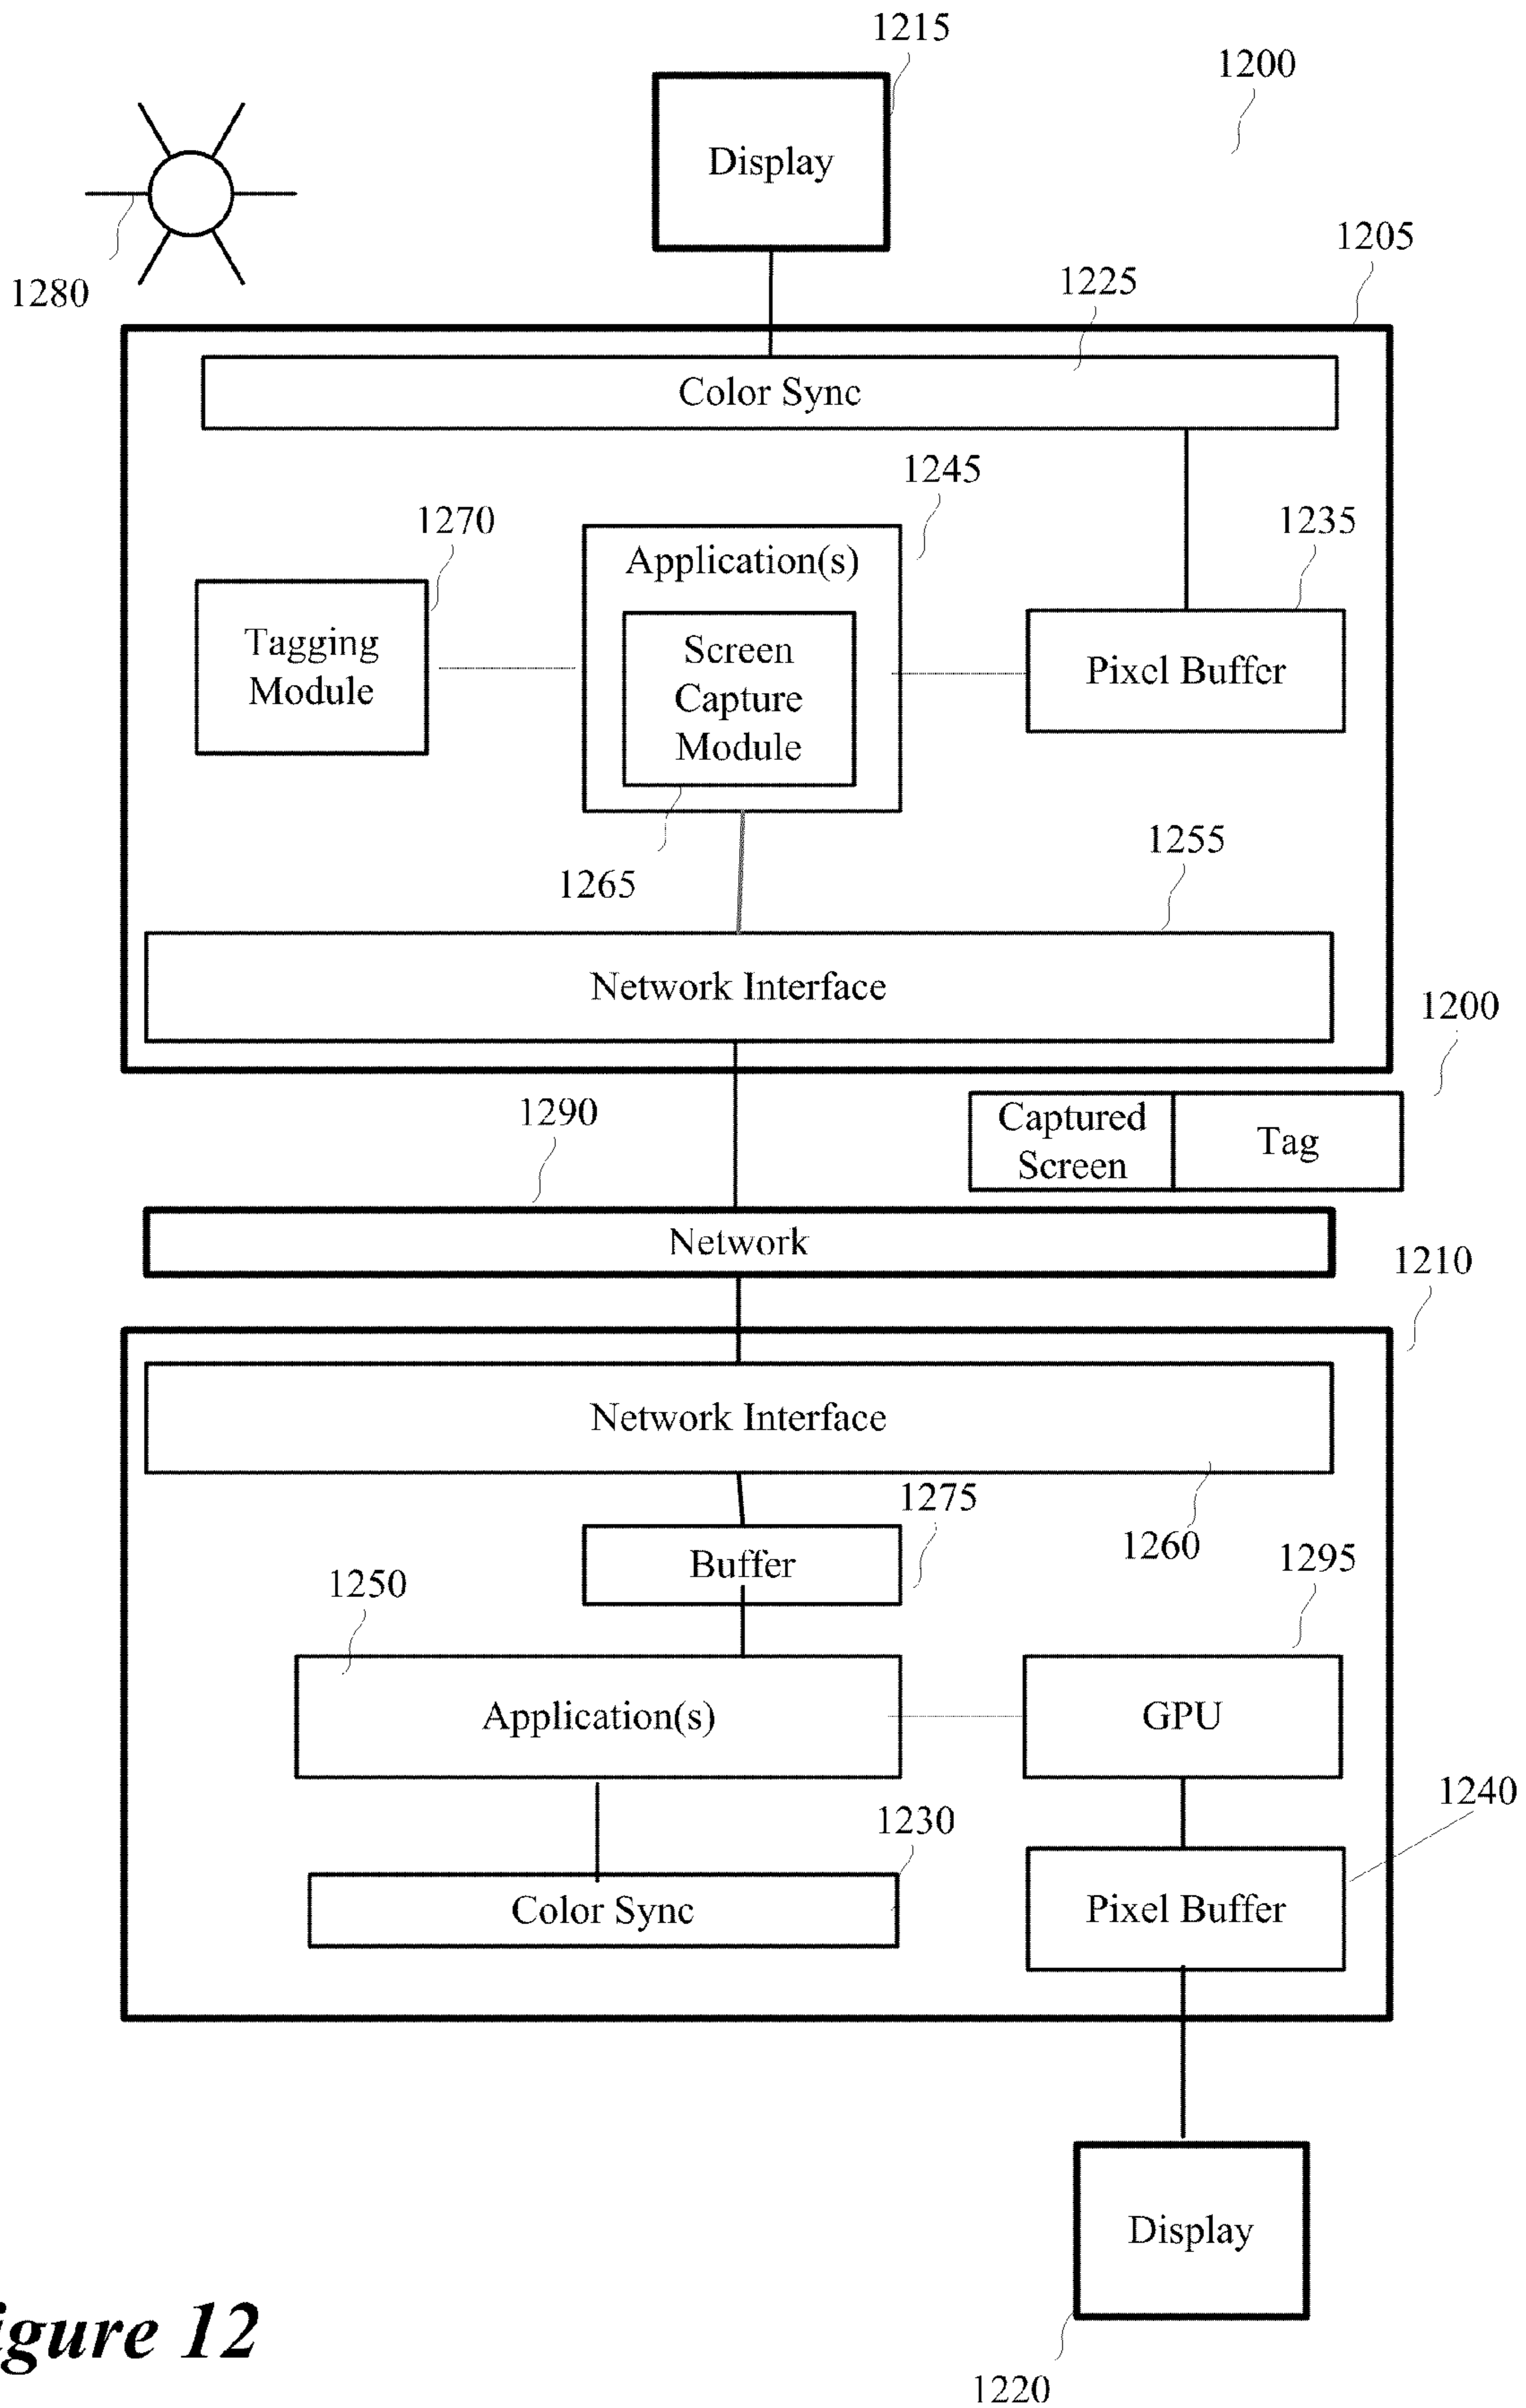 1215
1200
Display
1205
1280
1225
Color Sync
1245
1270
1235
Application(s)
Tagging
Module
Screen
Capture
Module
Pixel Buffer
1255
1265
Network Interface
1200
1290
Captured
Screen
Tag
Network
1210
Network Interface
1275
1260
Buffer
1295
1250
Application(s)
GPU
1240
1230
Color Sync
Pixel Buffer
Display
igure 12
1220